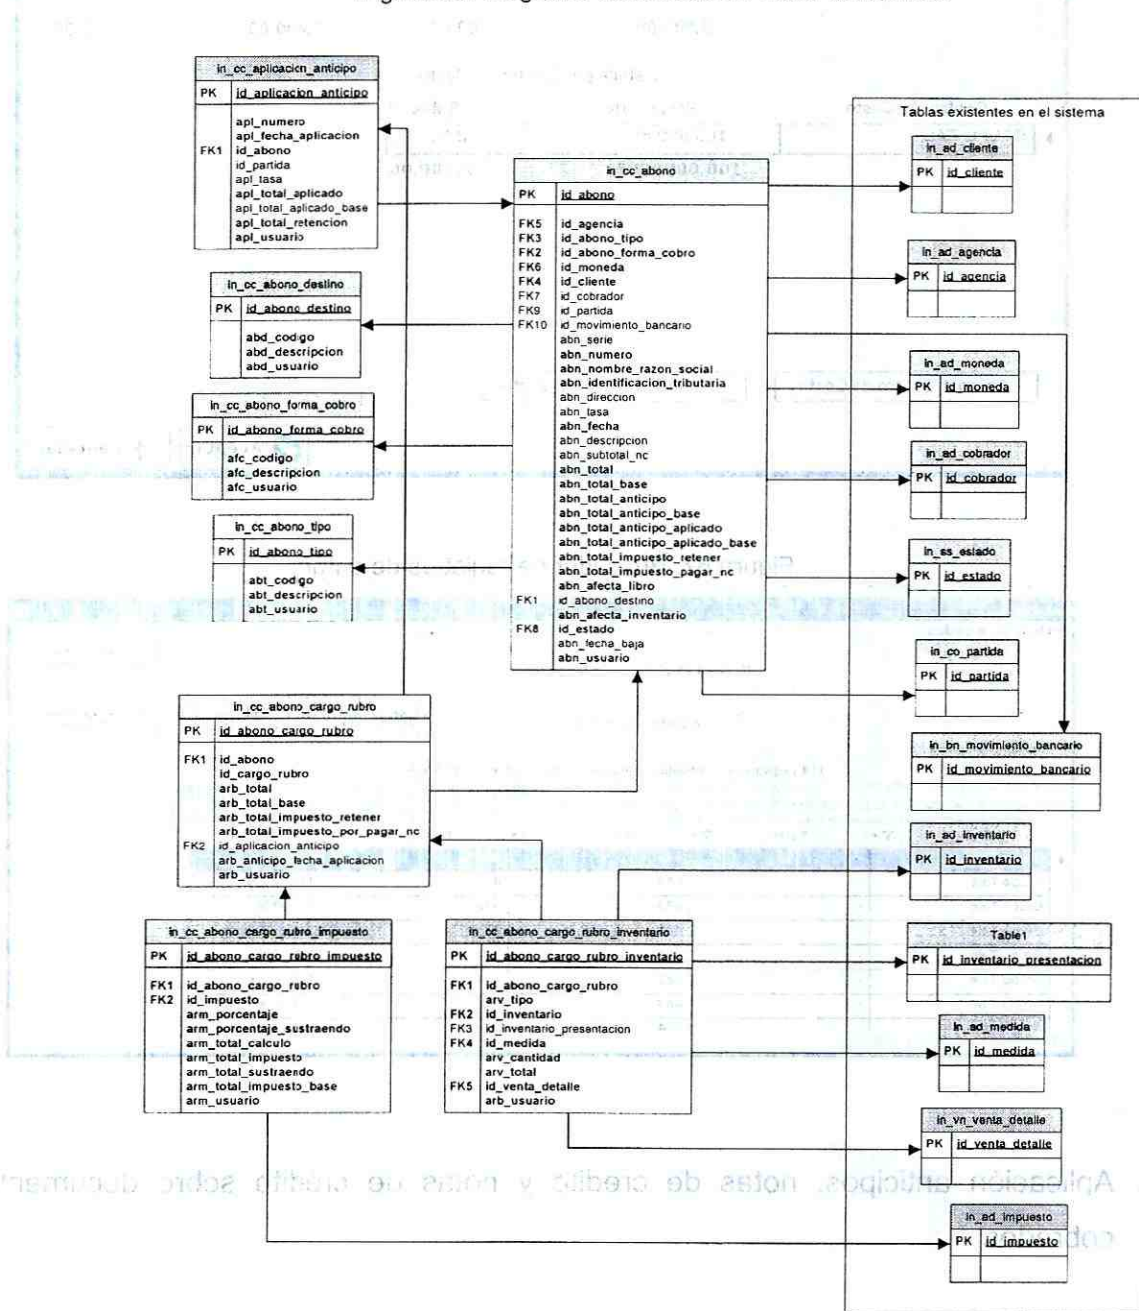 in_cc_aplicacion_anticipo
PK id_aplicacion_anticipo
apl_numero
apl_fecha_aplicacion
FK1 id_abono
id_partida
apl_tasa
apl_total_aplicado
apl_total_aplicado_base
apl_total_retencion
apl_usuario
in_cc_abono_destino
PK id_abono_destino
abd_codigo
abd_descripcion
abd_usuario
in_cc_abono_forma_cobro
PK id_abono_forma_cobro
afc_codigo
afc_descripcion
afc_usuario
in_cc_abono_tipo
PK id_abono_tipo
abt_codigo
abt_descripcion
abt_usuario
in_cc_abono
PK id_abono
FK5 id_agencia
FK3 id_abono_tipo
FK2 id_abono_forma_cobro
FK6 id_moneda
FK4 id_cliente
FK7 id_cobrador
FK9 id_partida
FK10 id_movimiento_bancario
abn_serie
abn_numero
abn_nombre_razon_social
abn_identificacion_tributaria
abn_direccion
abn_tasa
abn_fecha
abn_descripcion
abn_subtotal_nc
abn_total
abn_total_base
abn_total_anticipo
abn_total_anticipo_base
abn_total_anticipo_aplicado
abn_total_anticipo_aplicado_base
abn_total_impuesto_retener
abn_total_impuesto_pagar_nc
abn_afecta_libro
FK1 id_abono_destino
abn_afecta_inventario
FK8 id_estado
abn_fecha_baja
abn_usuario
in_cc_abono_cargo_rubro
PK id_abono_cargo_rubro
FK1 id_abono
id_cargo_rubro
arb_total
arb_total_base
arb_total_impuesto_retener
arb_total_impuesto_por_pagar_nc
FK2 id_aplicacion_anticipo
arb_anticipo_fecha_aplicacion
arb_usuario
in_cc_abono_cargo_rubro_impuesto
PK id_abono_cargo_rubro_impuesto
FK1 id_abono_cargo_rubro
FK2 id_impuesto
arm_porcentaje
arm_porcentaje_sustraendo
arm_total_calculo
arm_total_impuesto
arm_total_sustraendo
arm_total_impuesto_base
arm_usuario
in_cc_abono_cargo_rubro_inventario
PK id_abono_cargo_rubro_inventario
FK1 id_abono_cargo_rubro
arv_tipo
FK2 id_inventario
FK3 id_inventario_presentacion
FK4 id_medida
arv_cantidad
arv_total
FK5 id_venta_detalle
arb_usuario
Tablas existentes en el sistema
in_ad_cliente
PK id_cliente
in_ad_agencia
PK id_agencia
in_ad_moneda
PK id_moneda
in_ad_cobrador
PK id_cobrador
in_ss_estado
PK id_estado
in_co_partida
PK id_partida
in_bn_movimiento_bancario
PK id_movimiento_bancario
in_ad_inventario
PK id_inventario
Table1
PK id_inventario_presentacion
in_ad_medida
PK id_medida
in_vn_venta_detalle
PK id_venta_detalle
in_ad_impuesto
PK id_impuesto
Aplicación anticipos, notas de credito y notas de crédito sobre